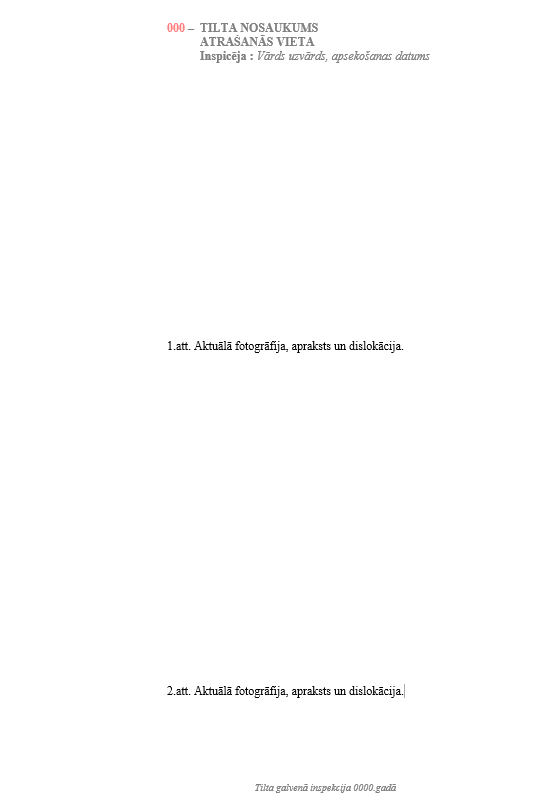 000 – TILTA NOSAUKUMS
ATRAŠANĀS VIETA
Inspicēja : Vārds uzvārds, apsekošanas datums
1.att. Aktuālā fotogrāfija, apraksts un dislokācija.
2.att. Aktuālā fotogrāfija, apraksts un dislokācija.
Tilta galvenā inspekcija 0000.gadā